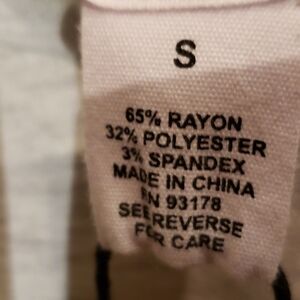 S
65% RAYON
32% POLYESTER
3% SPANDEX
MADE IN CHINA
RN 93178
SEE REVERSE
FOR CARE